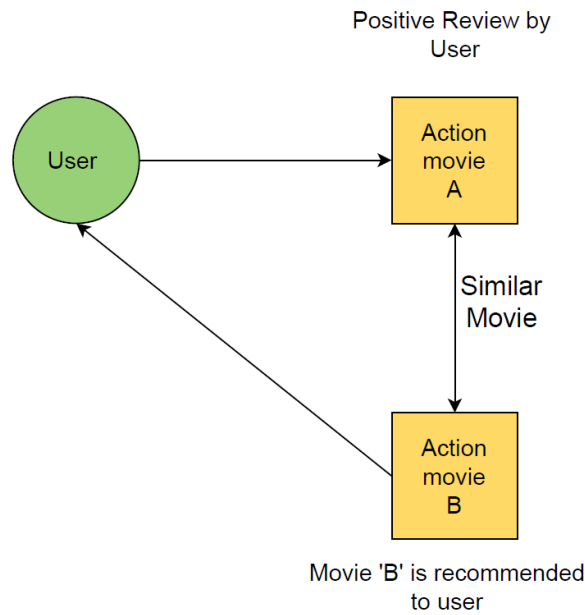 Positive Review by
User
User
Action
movie
A
Similar
Movie
Action
movie
B
Movie 'B' is recommended
to user